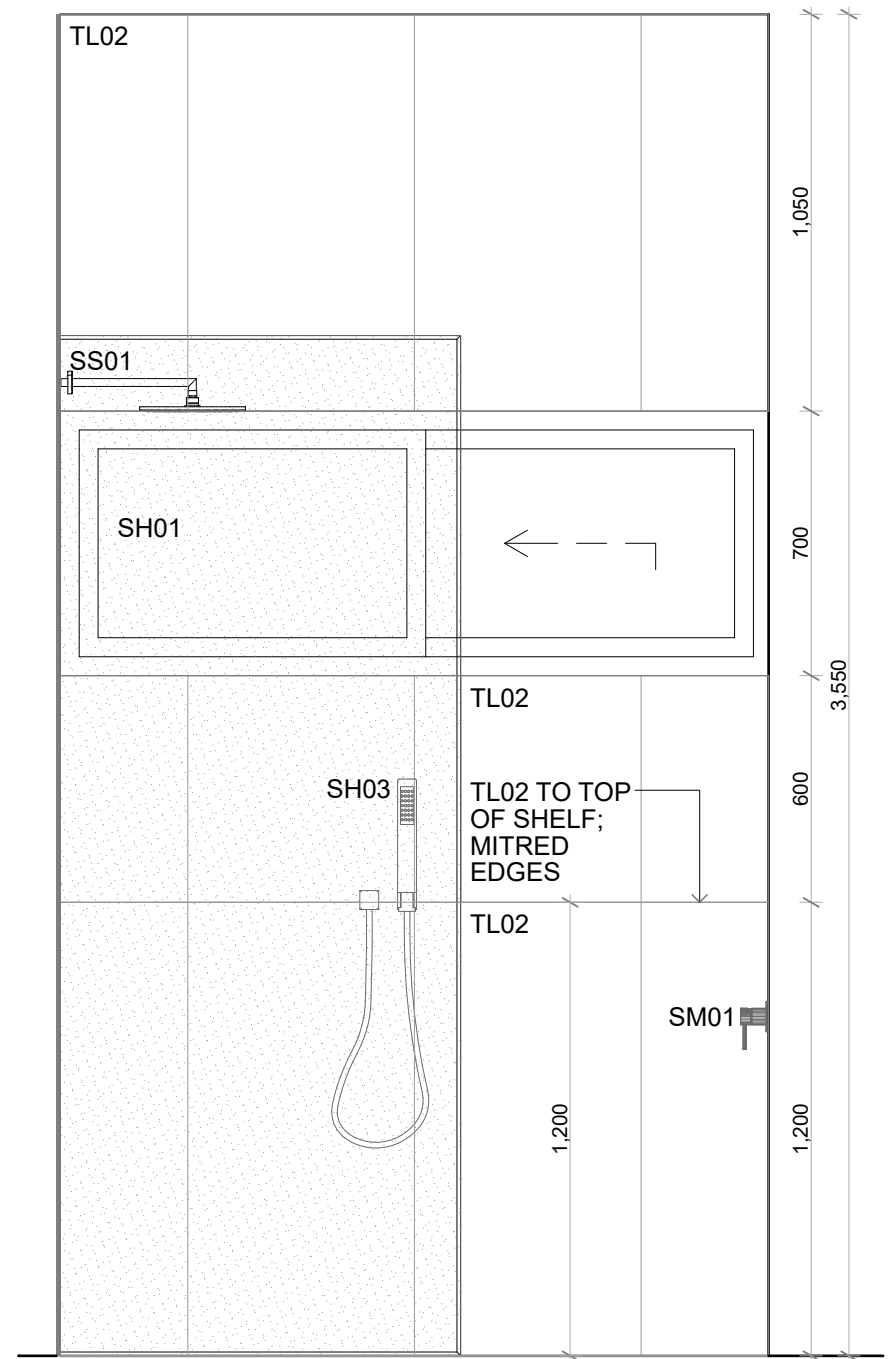 TL02
1,050
SS01
SH01
700
3,550
TL02
SH03
TL02 TO TOP
OF SHELF;
MITRED
EDGES
600
TL02
SM01
1,200
1,200